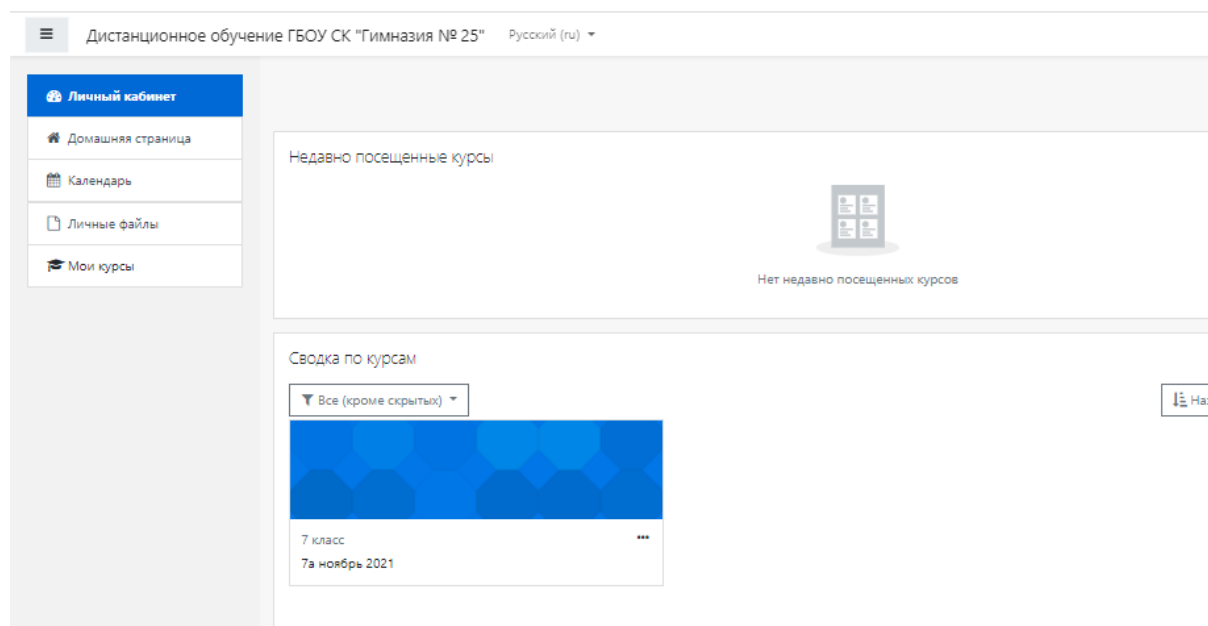 Дистанционное обучение ГБОУ СК "Гимназия № 25" Русский (ru)
Личный кабинет
Домашняя страница
Календарь
Личные файлы
Мои курсы
Недавно посещенные курсы
Нет недавно посещенных курсов
Сводка по курсам
Все (кроме скрытых)
7 класс
7а ноябрь 2021